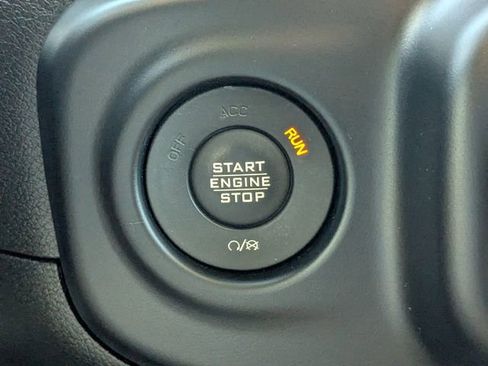 ACC
OFF
RUN
START
ENGINE
STOP